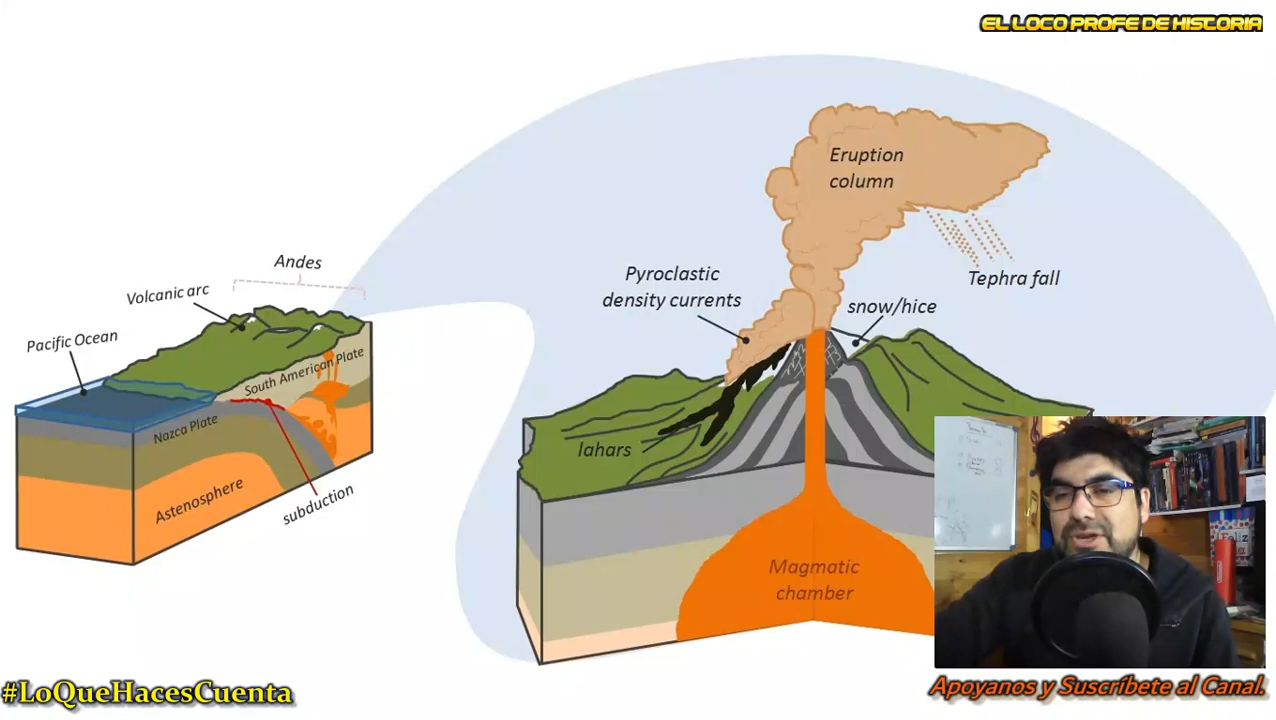 EL LOCO PROFE DE HISTORIA
Eruption
column
Tephra fall
Pyroclastic
density currents
snow/hice
Andes
Volcanic arc
Pacific Ocean
South American Plate
Nazca Plate
Astenosphere
subduction
lahars
Magmatic
chamber
Feliz
#LoQueHacesCuenta
Apoyanos y Suscríbete al Canal.